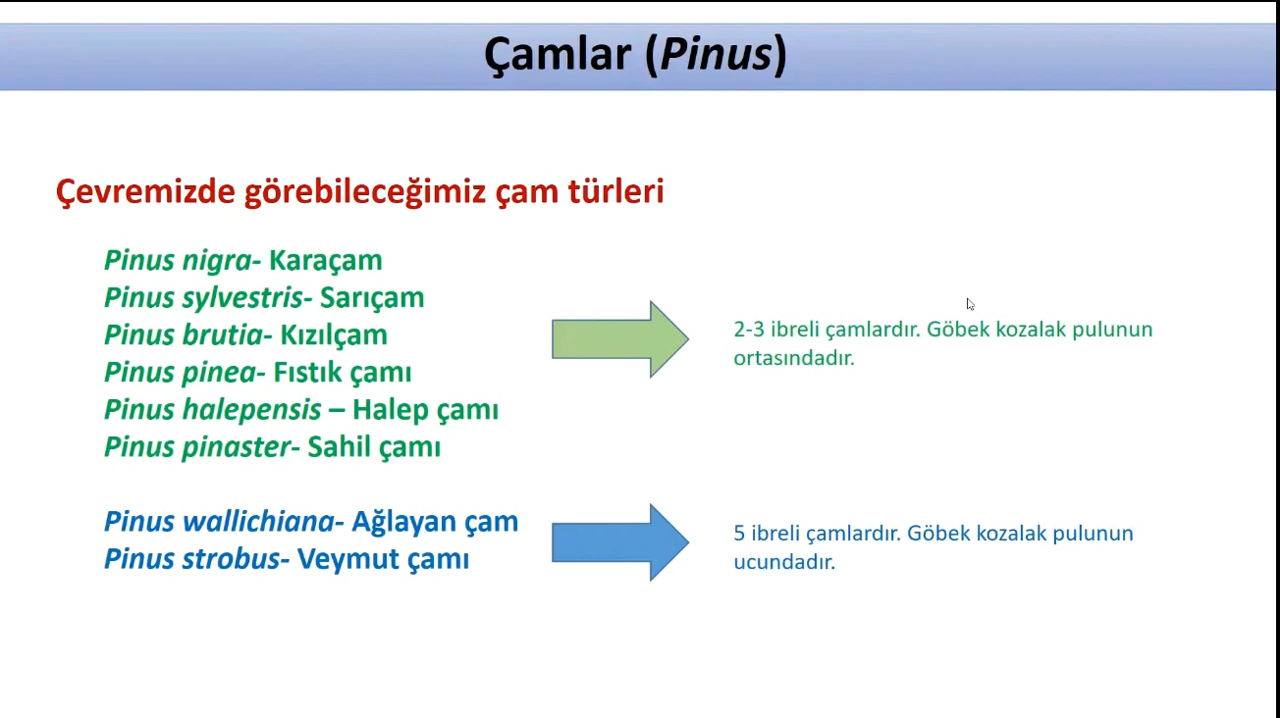 Çamlar (Pinus)
Çevremizde görebileceğimiz çam türleri
Pinus nigra- Karaçam
Pinus sylvestris- Sarıçam
Pinus brutia- Kızılçam
Pinus pinea- Fıstık çamı
Pinus halepensis – Halep çamı
Pinus pinaster- Sahil çamı
2-3 ibreli çamlardır. Göbek kozalak pulunun
ortasındadır.
Pinus wallichiana- Ağlayan çam
Pinus strobus- Veymut çamı
5 ibreli çamlardır. Göbek kozalak pulunun
ucundadır.